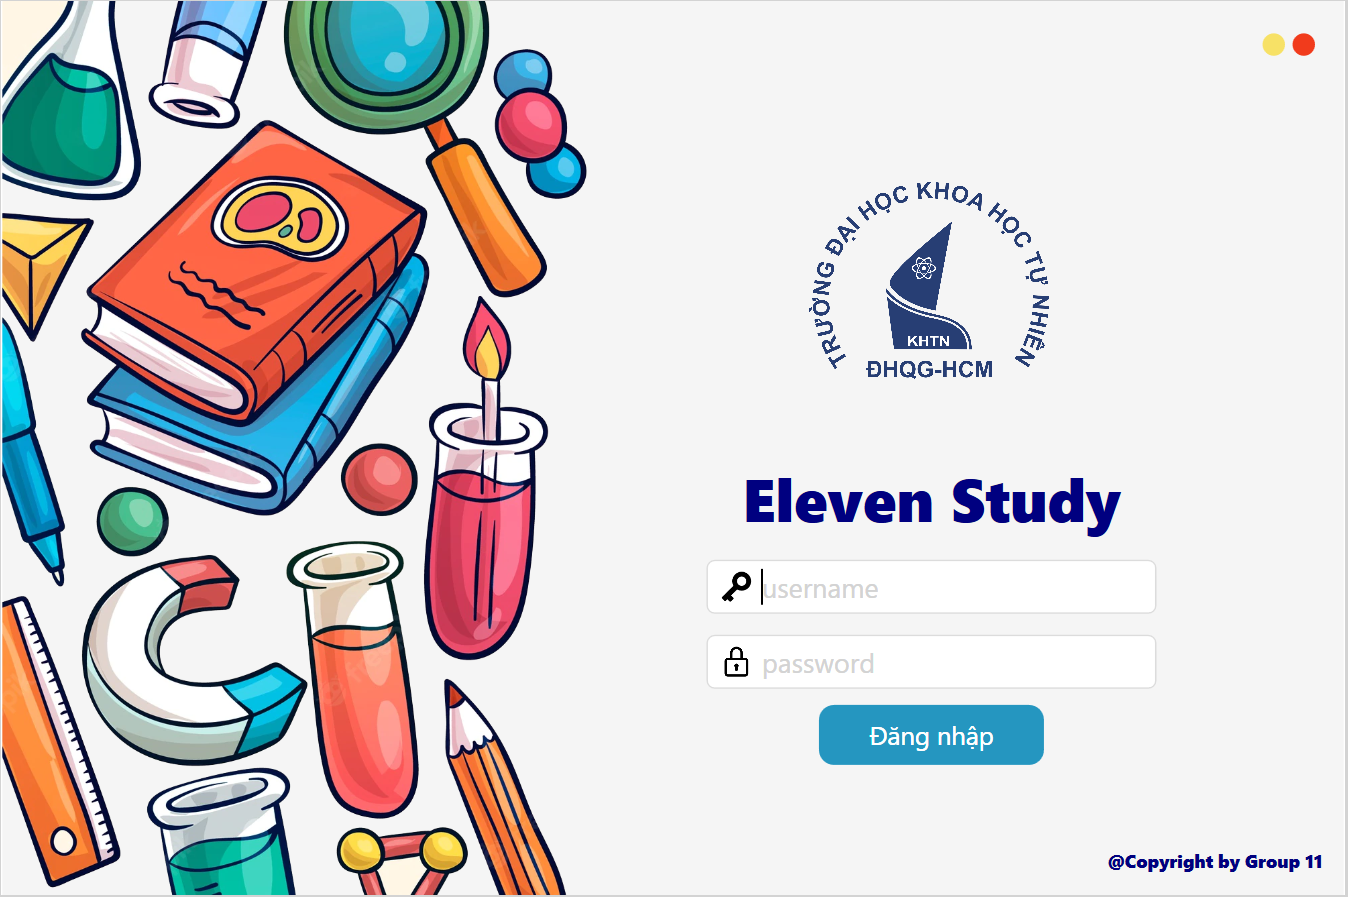 TRƯỜNG ĐẠI HỌC KHOA HỌC TỰ NHIÊN
KHTN
ĐHQG-HCM
Eleven Study
username
password
Đăng nhập
@Copyright by Group 11